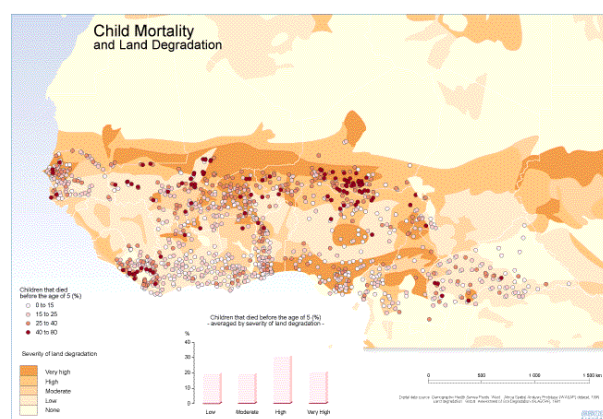 Child Mortality
and Land Degradation
Children that died
before the age of 5 (%)
0 to 15
15 to 25
25 to 40
40 to 80
Severity of land degradation
Very high
High
Moderate
Low
None
Children that died before the age of 5 (%)
- averaged by severity of land degradation -
%
40
30
20
10
0
Low
Moderate
High
Very high
0
500
1 000
1 500 km